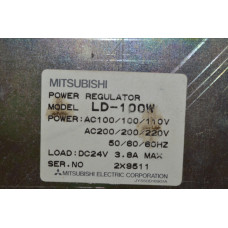 MITSUBISHI
POWER REGULATOR
MODEL LD-100W
POWER:AC100/100/110V
AC200/200/220V
50/60/60HZ
LOAD:DC24V 3.8A MAX
SER.NO 2X9511
MITSUBISHI ELECTRIC CORPORATION